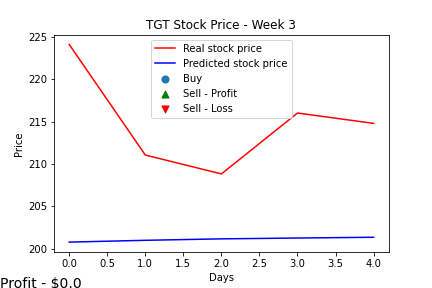 TGT Stock Price - Week 3
Real stock price
Predicted stock price
Buy
Sell - Profit
Sell - Loss
Price
225
220
215
210
205
200
0.0 0.5 1.0 1.5 2.0 2.5 3.0 3.5 4.0
Days
Profit - $0.0